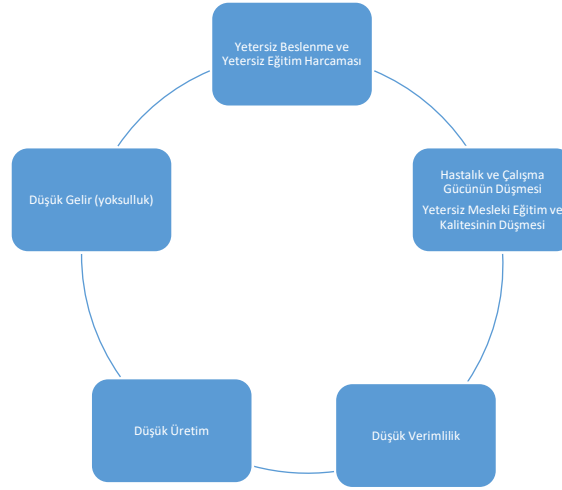 Yetersiz Beslenme ve
Yetersiz Eğitim Harcaması
Hastalık ve Çalışma
Gücünün Düşmesi
Yetersiz Mesleki Eğitim ve
Kalitesinin Düşmesi
Düşük Verimlilik
Düşük Üretim
Düşük Gelir (yoksulluk)